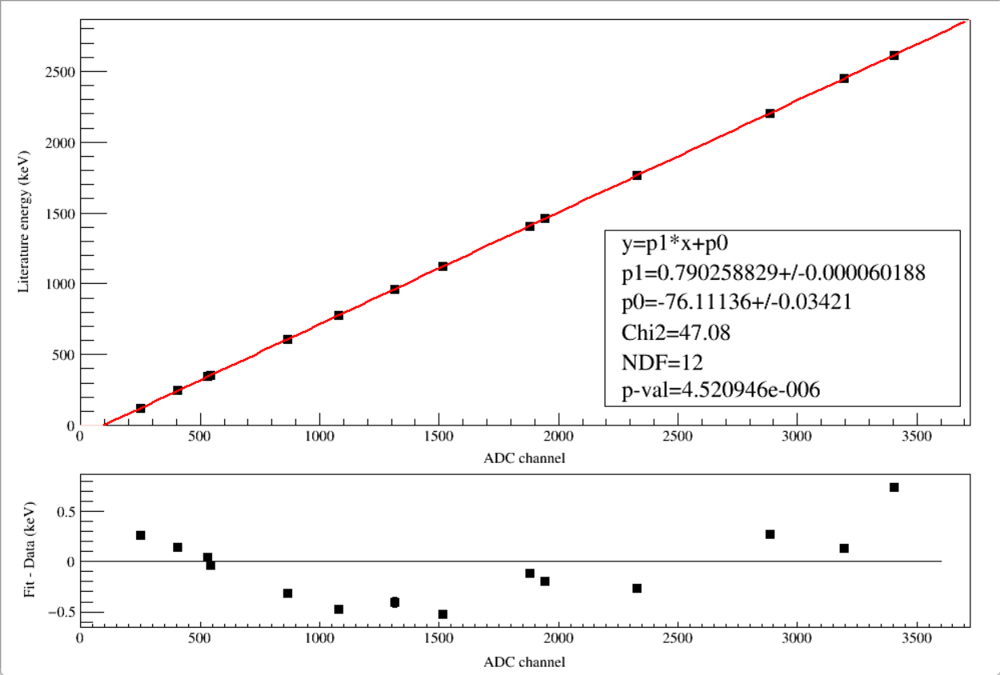 2500
2000
1500
1000
500
0
Literature energy (keV)
y=p1*x+p0
p1=0.790258829+/-0.000060188
p0=-76.11136+/-0.03421
Chi2=47.08
NDF=12
p-val=4.520946e-006
0 500 1000 1500 2000 2500 3000 3500
ADC channel
0.5
0
−0.5
Fit - Data (keV)
0 500 1000 1500 2000 2500 3000 3500
ADC channel